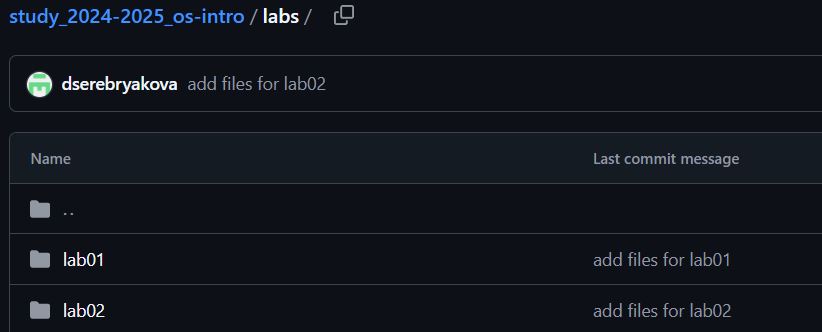 study_2024-2025_os-intro / labs /
dserebryakova add files for lab02
Name Last commit message
..
lab01 add files for lab01
lab02 add files for lab02